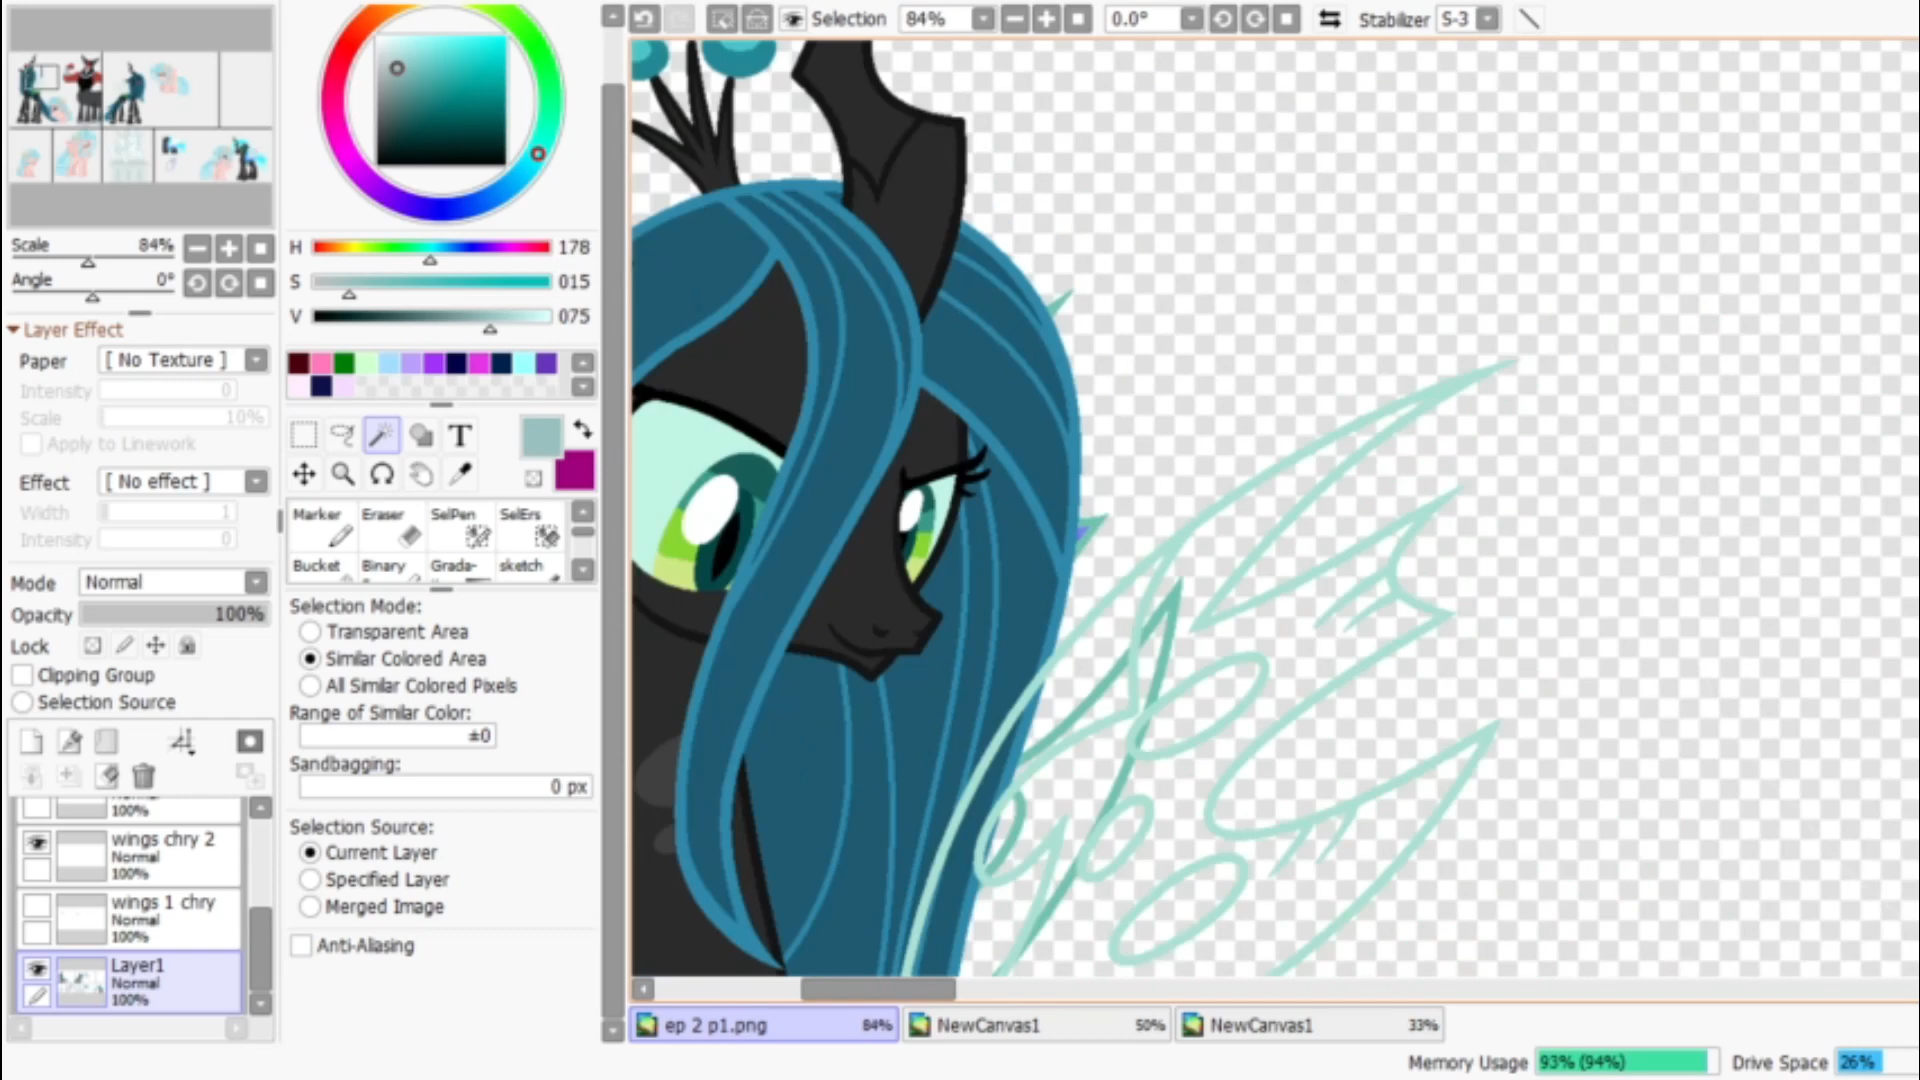 Selection 84% 0.0° Stabilizer S-3
Scale 84%
Angle 0°
Layer Effect
Paper [ No Texture ]
Intensity 0
Scale 10%
Apply to Linework
Effect [ No effect ]
Width 1
Intensity 0
Mode Normal
Opacity 100%
Lock
Clipping Group
Selection Source
100%
wings chry 2
Normal
100%
wings 1 chry
Normal
100%
Layer1
Normal
100%
H 178
S 015
V 075
T
Marker Eraser SelPen SelErs
Bucket Binary Grada- sketch
Selection Mode:
Transparent Area
Similar Colored Area
All Similar Colored Pixels
Range of Similar Color:
±0
Sandbagging:
0 px
Selection Source:
Current Layer
Specified Layer
Merged Image
Anti-Aliasing
ep 2 p1.png 84% NewCanvas1 50% NewCanvas1 33%
Memory Usage 93% (94%) Drive Space 26%